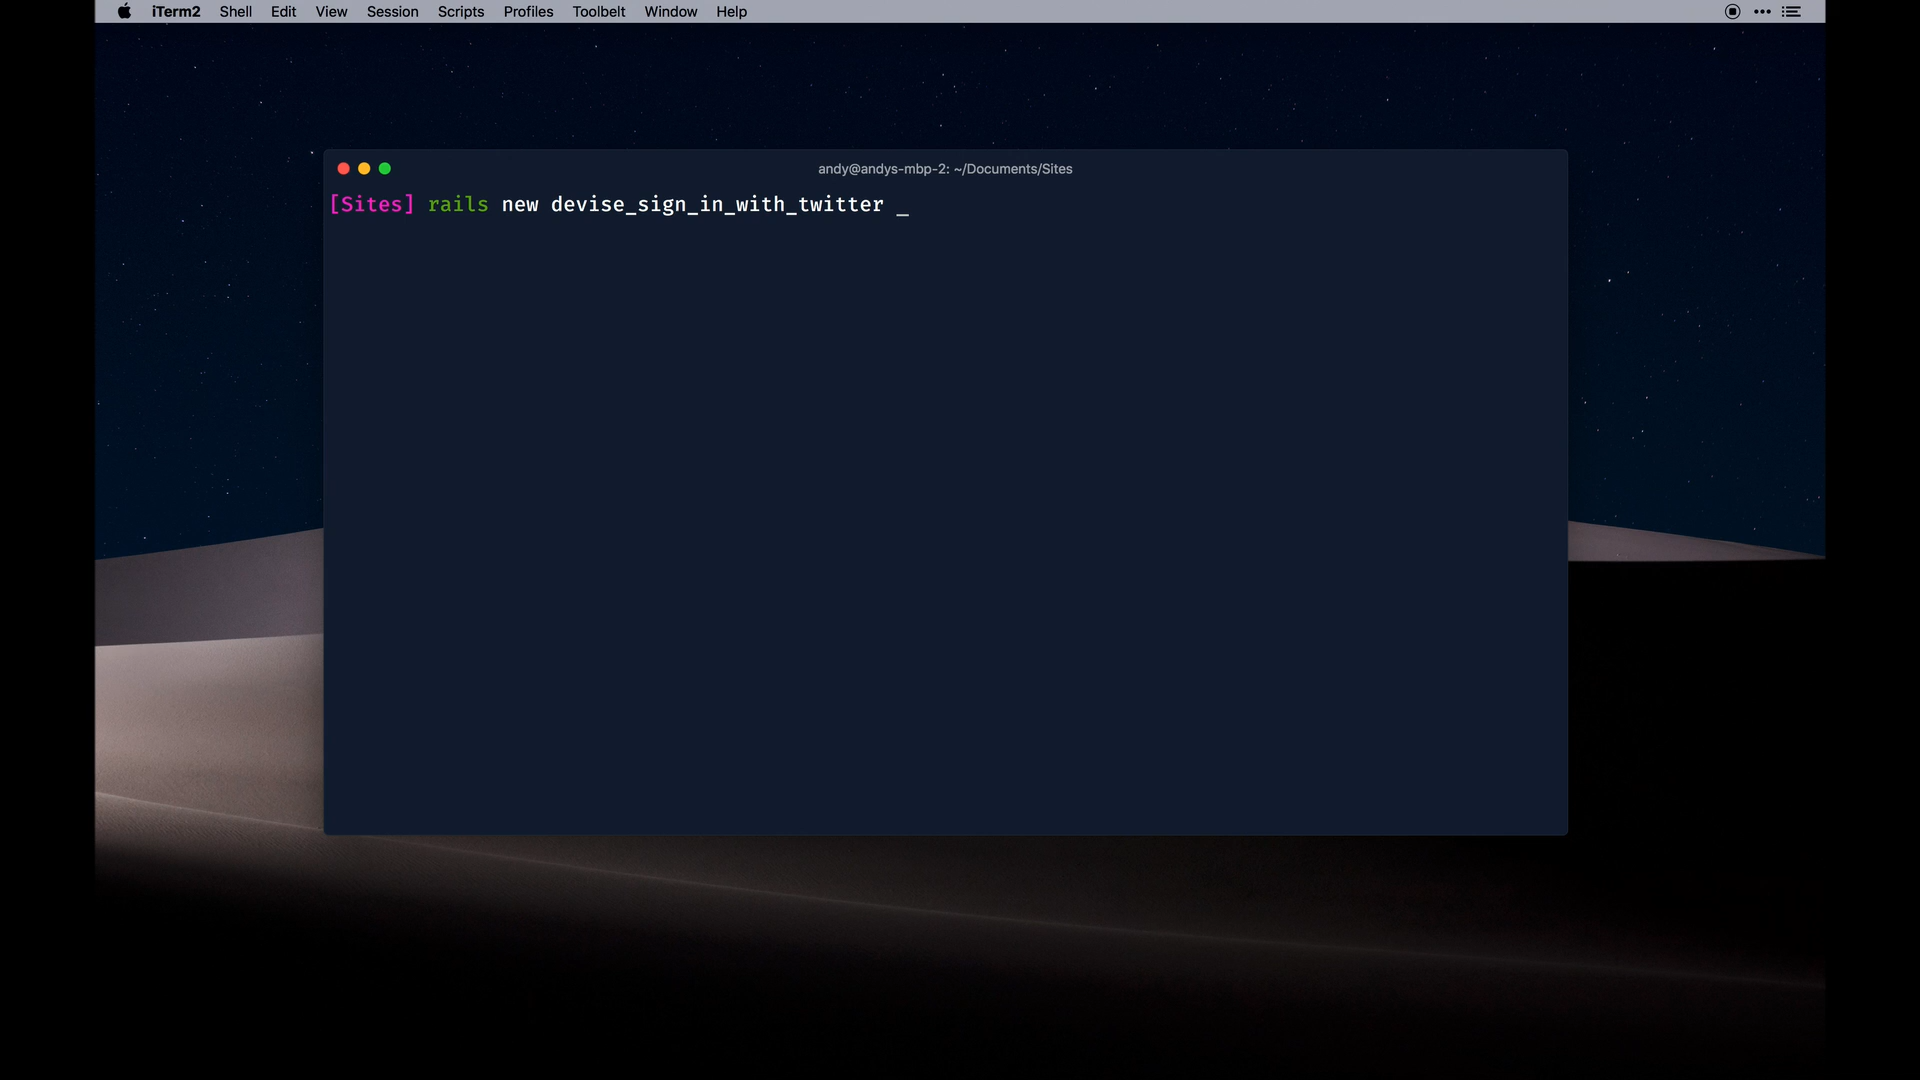 iTerm2 Shell Edit View Session Scripts Profiles Toolbelt Window Help
andy@andys-mbp-2: ~/Documents/Sites
[Sites] rails new devise_sign_in_with_twitter _